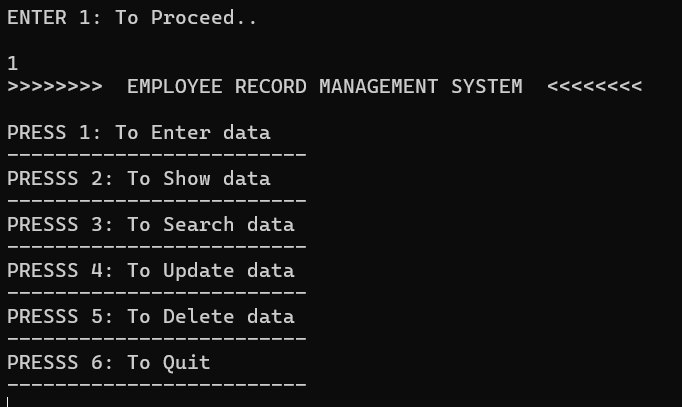 ENTER 1: To Proceed..
1
>>>>>>>>  EMPLOYEE RECORD MANAGEMENT SYSTEM  <<<<<<<<
PRESS 1: To Enter data
-------------------------
PRESSS 2: To Show data
-------------------------
PRESSS 3: To Search data
-------------------------
PRESSS 4: To Update data
-------------------------
PRESSS 5: To Delete data
-------------------------
PRESSS 6: To Quit
-------------------------